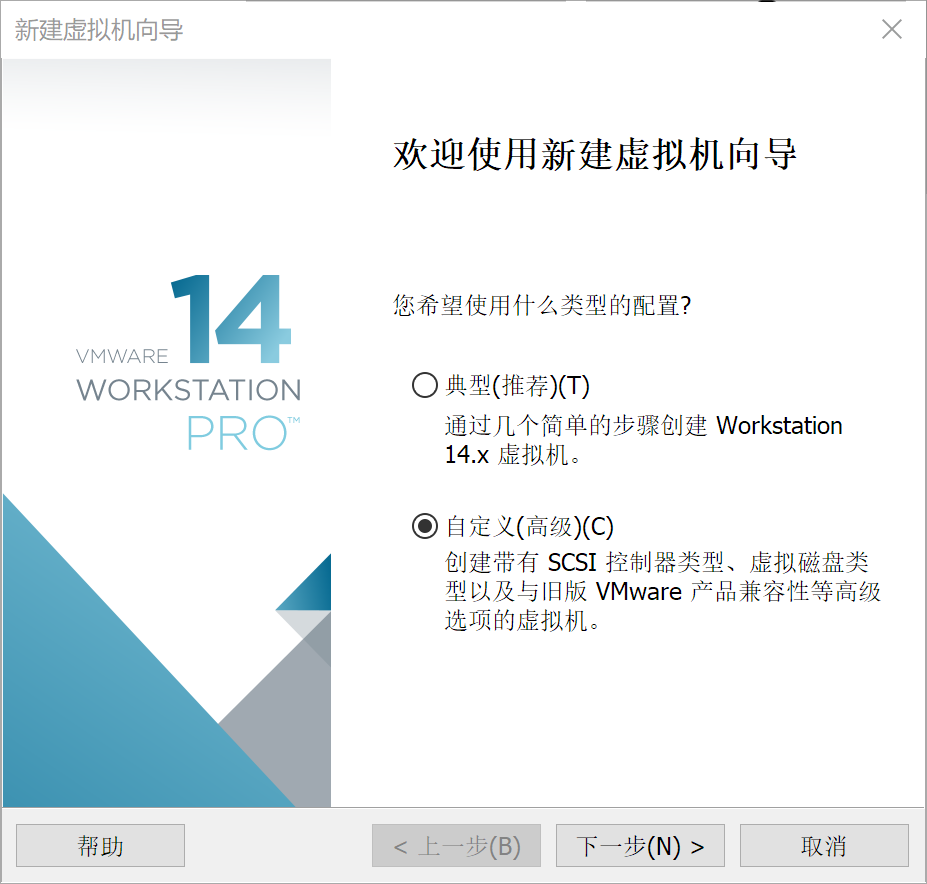 新建虚拟机向导
14
VMWARE
WORKSTATION
PRO™
欢迎使用新建虚拟机向导
您希望使用什么类型的配置?
典型(推荐)(T)
通过几个简单的步骤创建 Workstation
14.x 虚拟机。
自定义(高级)(C)
创建带有 SCSI 控制器类型、虚拟磁盘类
型以及与旧版 VMware 产品兼容性等高级
选项的虚拟机。
帮助
< 上一步(B)
下一步(N) >
取消